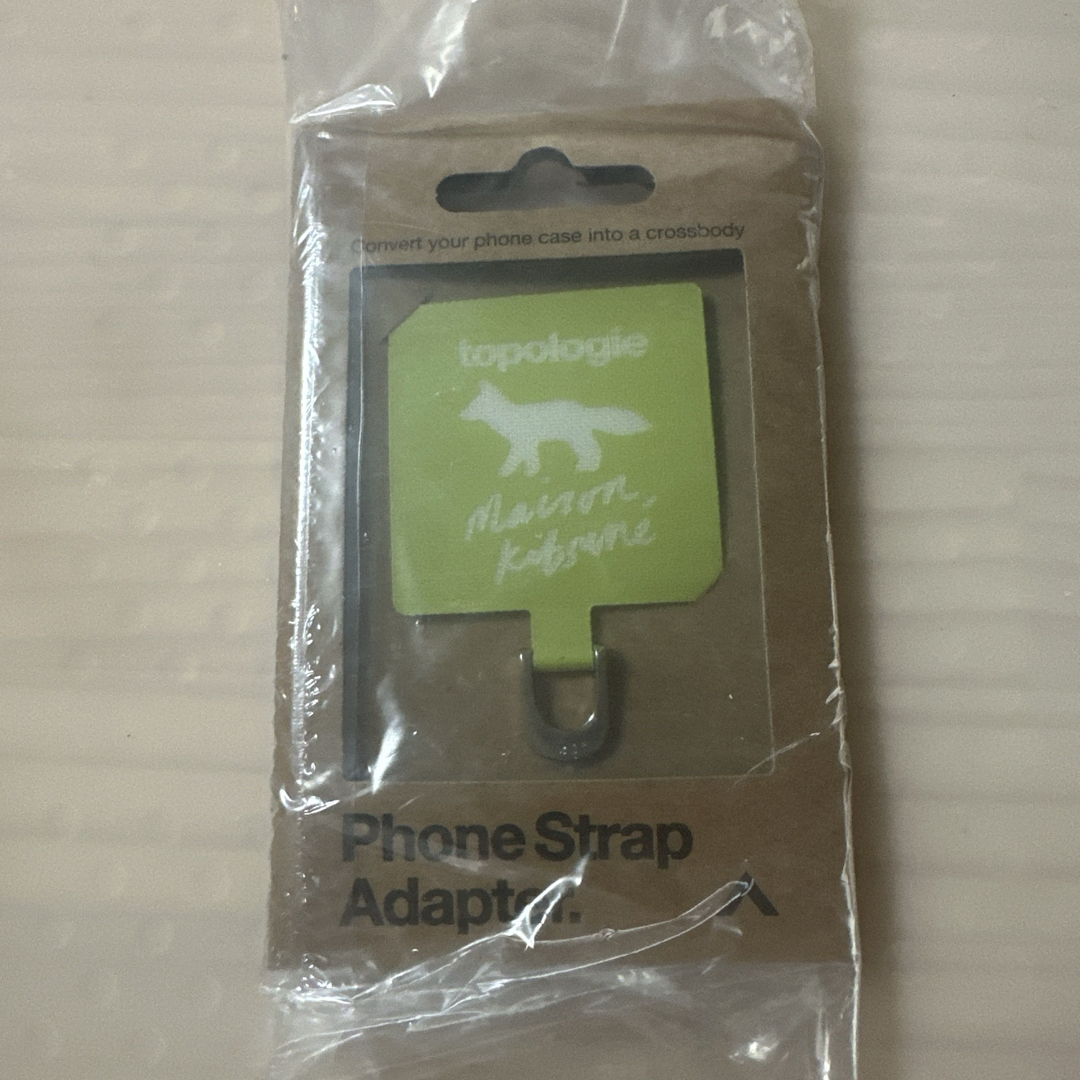 Convert your phone case into a crossbody
topologie
Maison
Kitsuné
Phone Strap
Adapter.